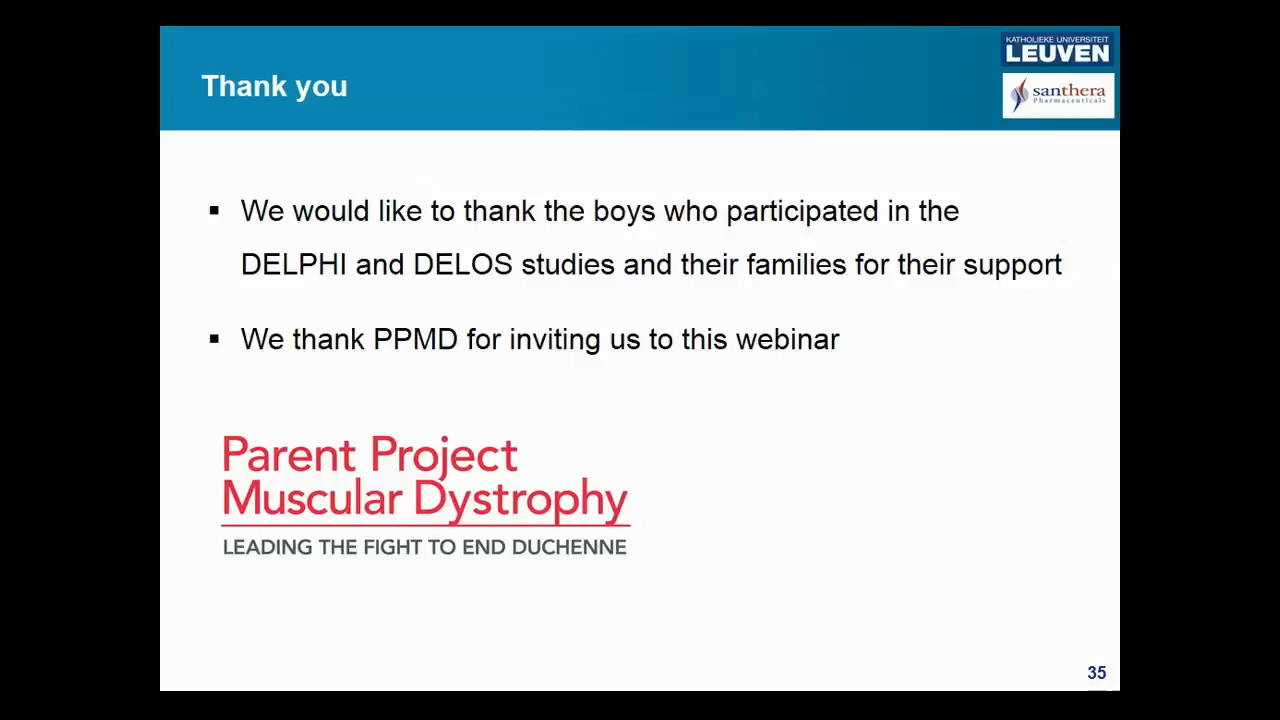 KATHOLIEKE UNIVERSITEIT
LEUVEN
santhera
Pharmaceuticals
Thank you
▪ We would like to thank the boys who participated in the
DELPHI and DELOS studies and their families for their support
▪ We thank PPMD for inviting us to this webinar
Parent Project
Muscular Dystrophy
LEADING THE FIGHT TO END DUCHENNE
35